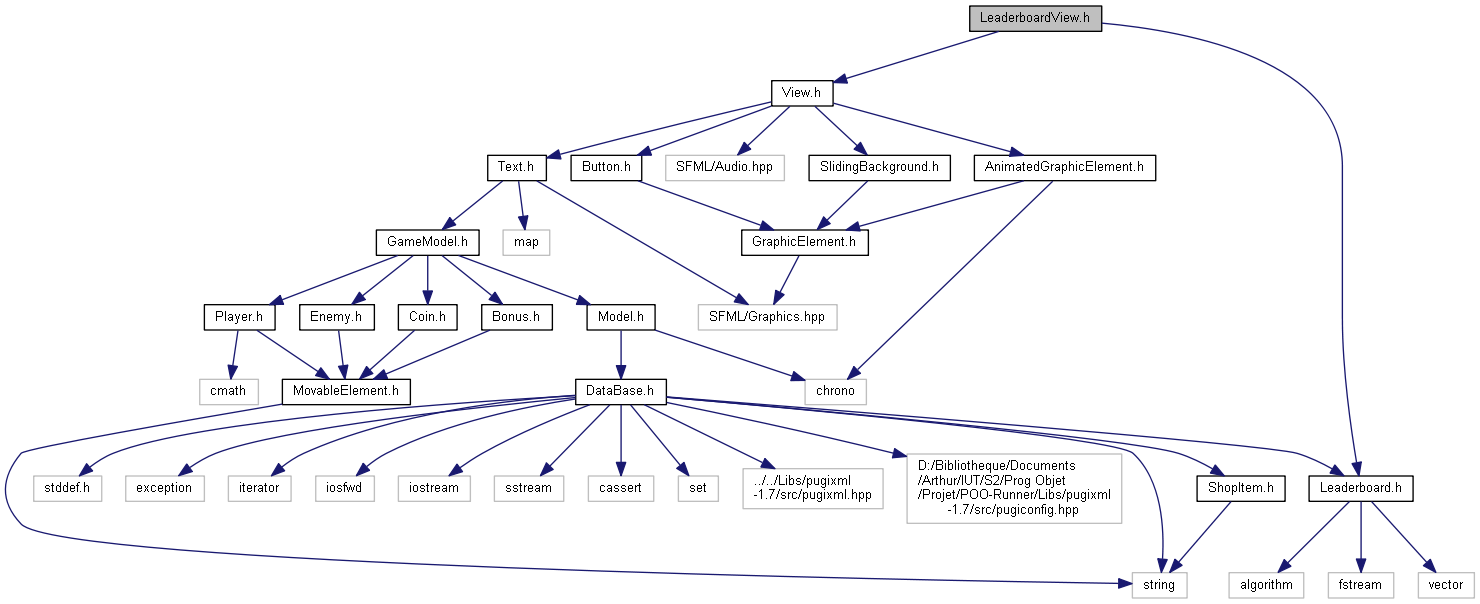 LeaderboardView.h
View.h
Text.h
Button.h
SFML/Audio.hpp
SlidingBackground.h
AnimatedGraphicElement.h
GameModel.h
map
GraphicElement.h
Player.h
Enemy.h
Coin.h
Bonus.h
Model.h
SFML/Graphics.hpp
cmath
MovableElement.h
DataBase.h
chrono
stddef.h
exception
iterator
iosfwd
iostream
sstream
cassert
set
../../Libs/pugixml
-1.7/src/pugixml.hpp
D:/Bibliotheque/Documents
/Arthur/IUT/S2/Prog Objet
/Projet/POO-Runner/Libs/pugixml
-1.7/src/pugiconfig.hpp
ShopItem.h
Leaderboard.h
string
algorithm
fstream
vector